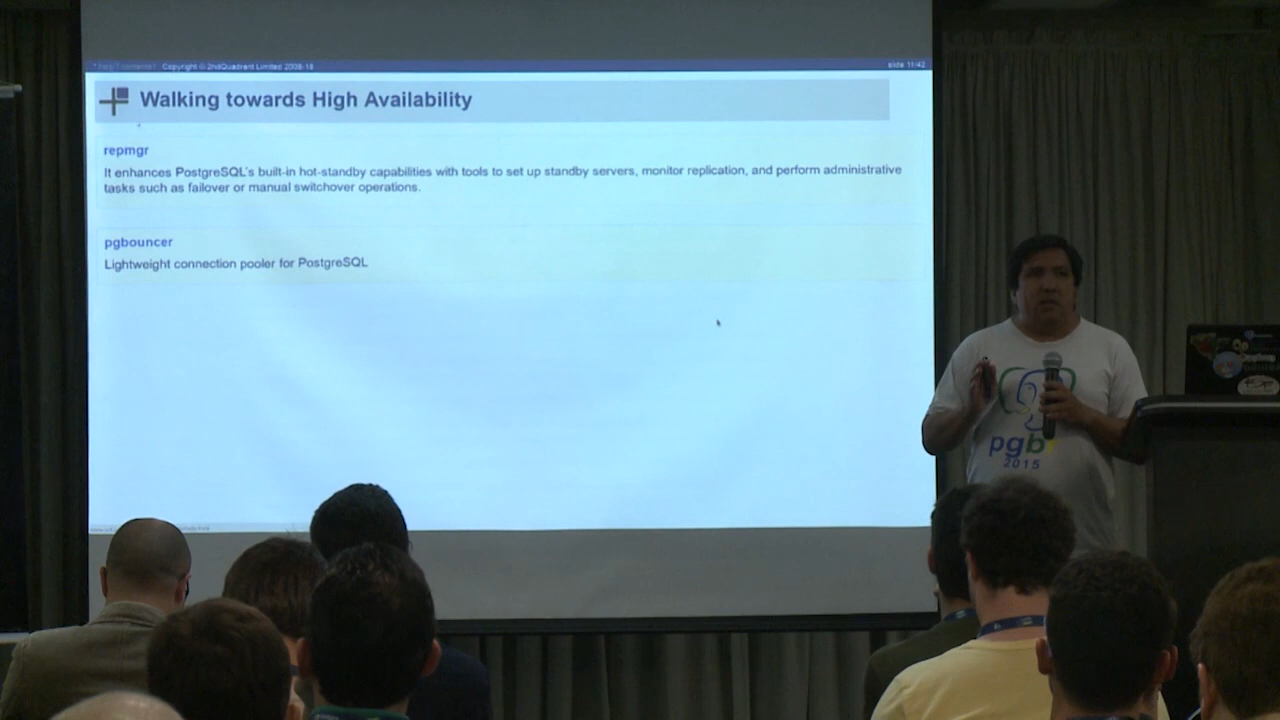 Copyright © 2ndQuadrant Limited 2008-18
slide 11/42
Walking towards High Availability
repmgr
It enhances PostgreSQL's built-in hot-standby capabilities with tools to set up standby servers, monitor replication, and perform administrative
tasks such as failover or manual switchover operations.
pgbouncer
Lightweight connection pooler for PostgreSQL
pgbr
2015